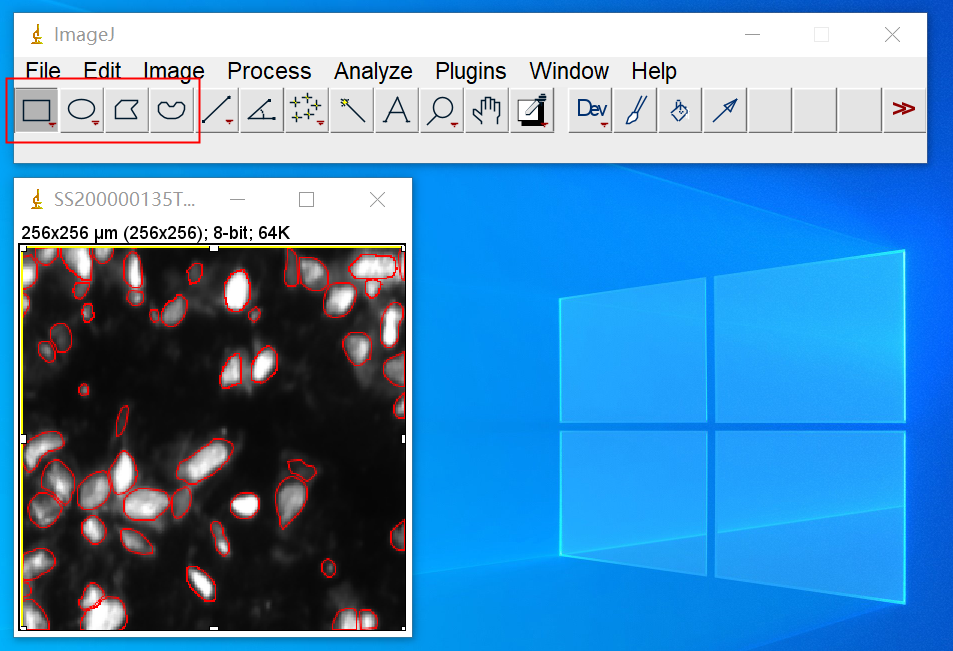 ImageJ
File Edit Image Process Analyze Plugins Window Help
A Dev >>
SS200000135T...
256x256 µm (256x256); 8-bit; 64K